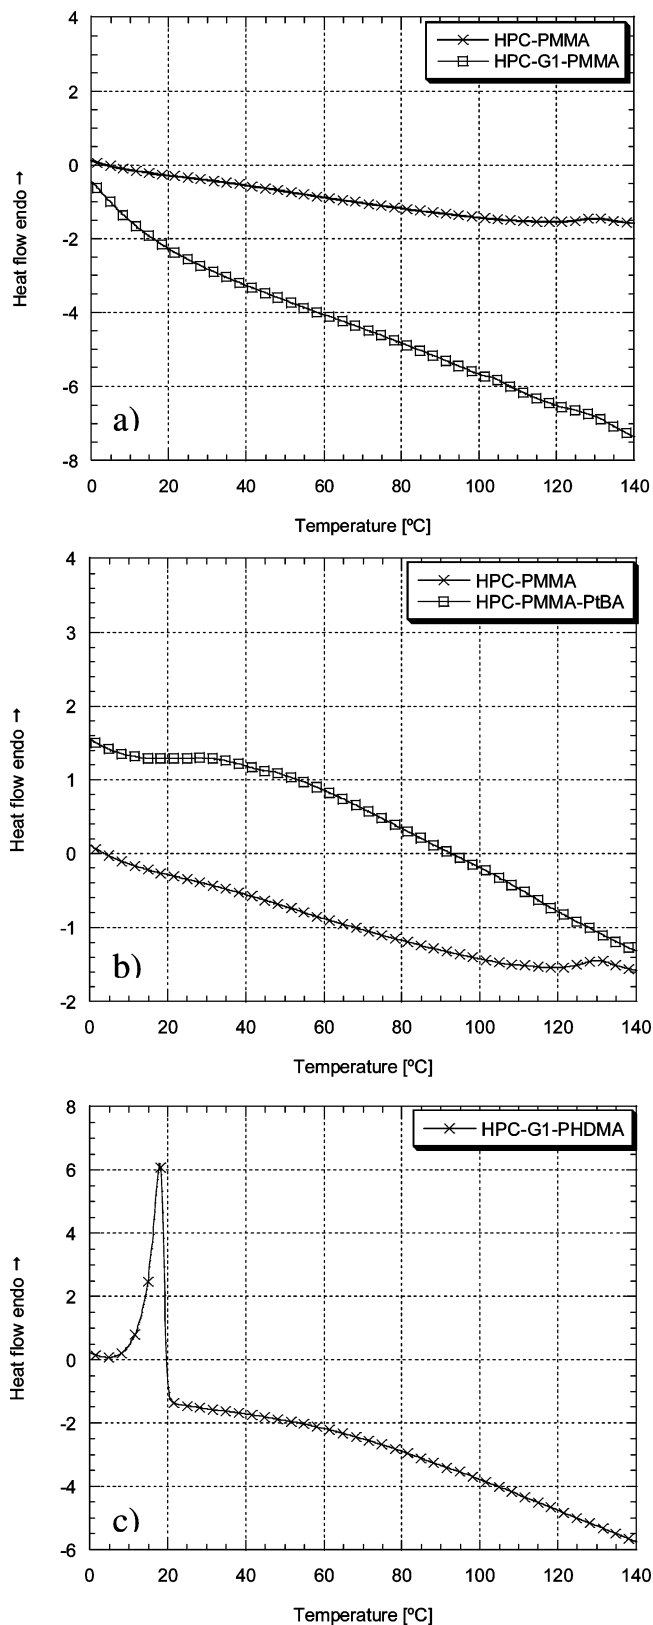 4
HPC-PMMA
HPC-G1-PMMA
2
0
-2
-4
-6
-8
Heat flow endo →
a)
0 20 40 60 80 100 120 140
Temperature [ºC]
4
HPC-PMMA
HPC-PMMA-PtBA
3
2
1
0
-1
-2
Heat flow endo →
b)
0 20 40 60 80 100 120 140
Temperature [ºC]
8
HPC-G1-PHDMA
6
4
2
0
-2
-4
-6
Heat flow endo →
c)
0 20 40 60 80 100 120 140
Temperature [ºC]